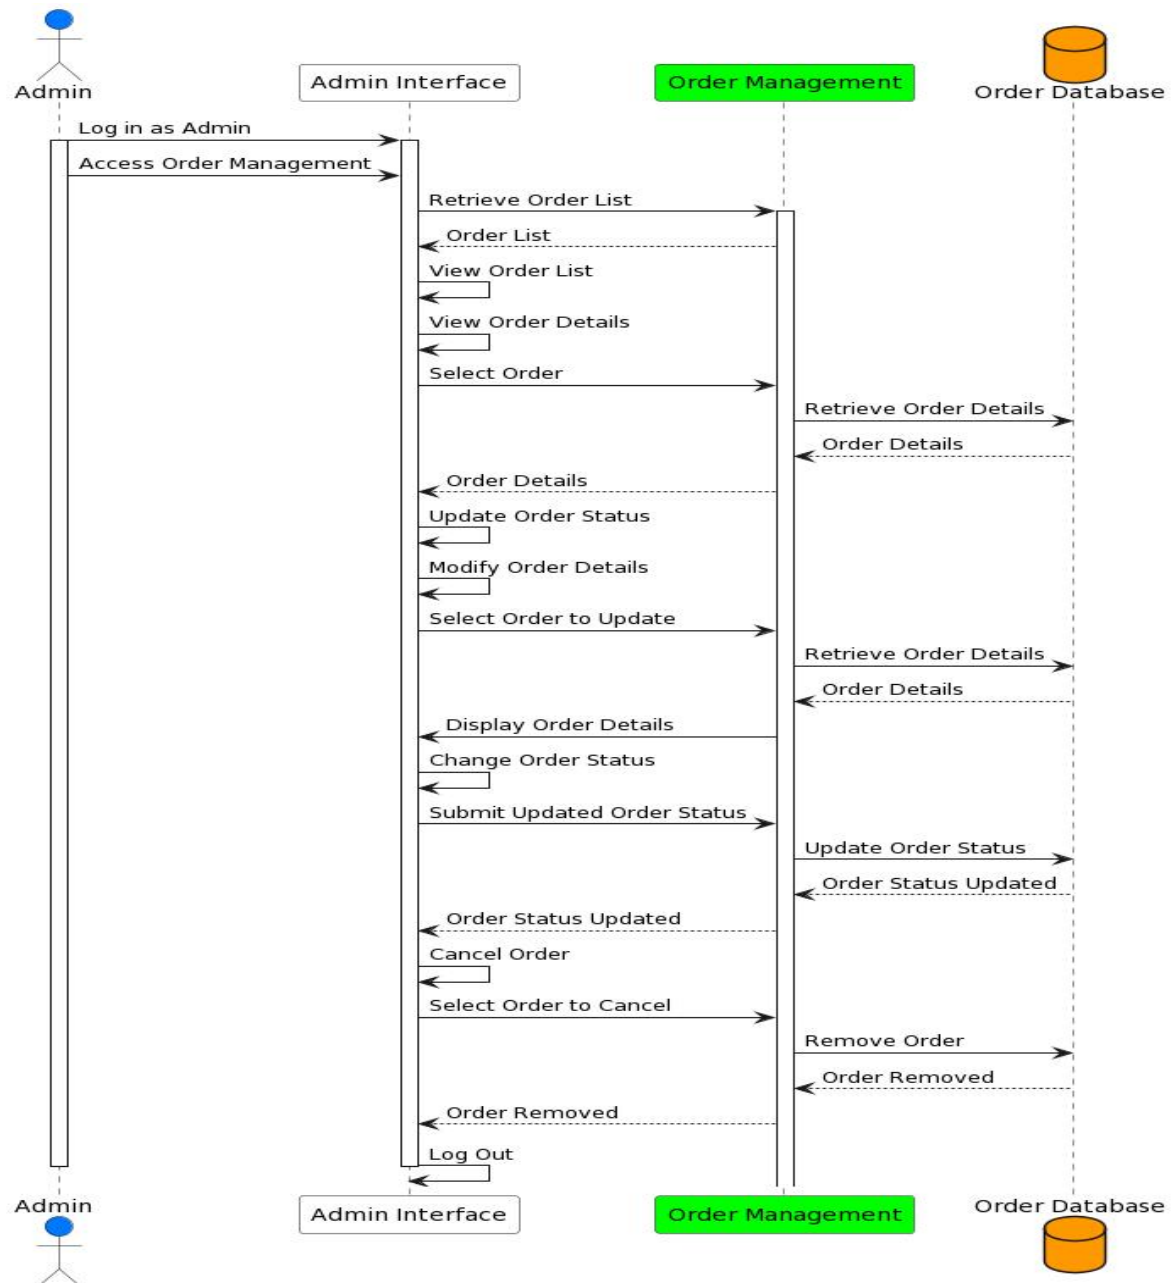 Admin
Admin Interface
Order Management
Order Database
Log in as Admin
Access Order Management
Retrieve Order List
Order List
View Order List
View Order Details
Select Order
Retrieve Order Details
Order Details
Order Details
Update Order Status
Modify Order Details
Select Order to Update
Retrieve Order Details
Order Details
Display Order Details
Change Order Status
Submit Updated Order Status
Update Order Status
Order Status Updated
Order Status Updated
Cancel Order
Select Order to Cancel
Remove Order
Order Removed
Order Removed
Log Out
Admin
Admin Interface
Order Management
Order Database